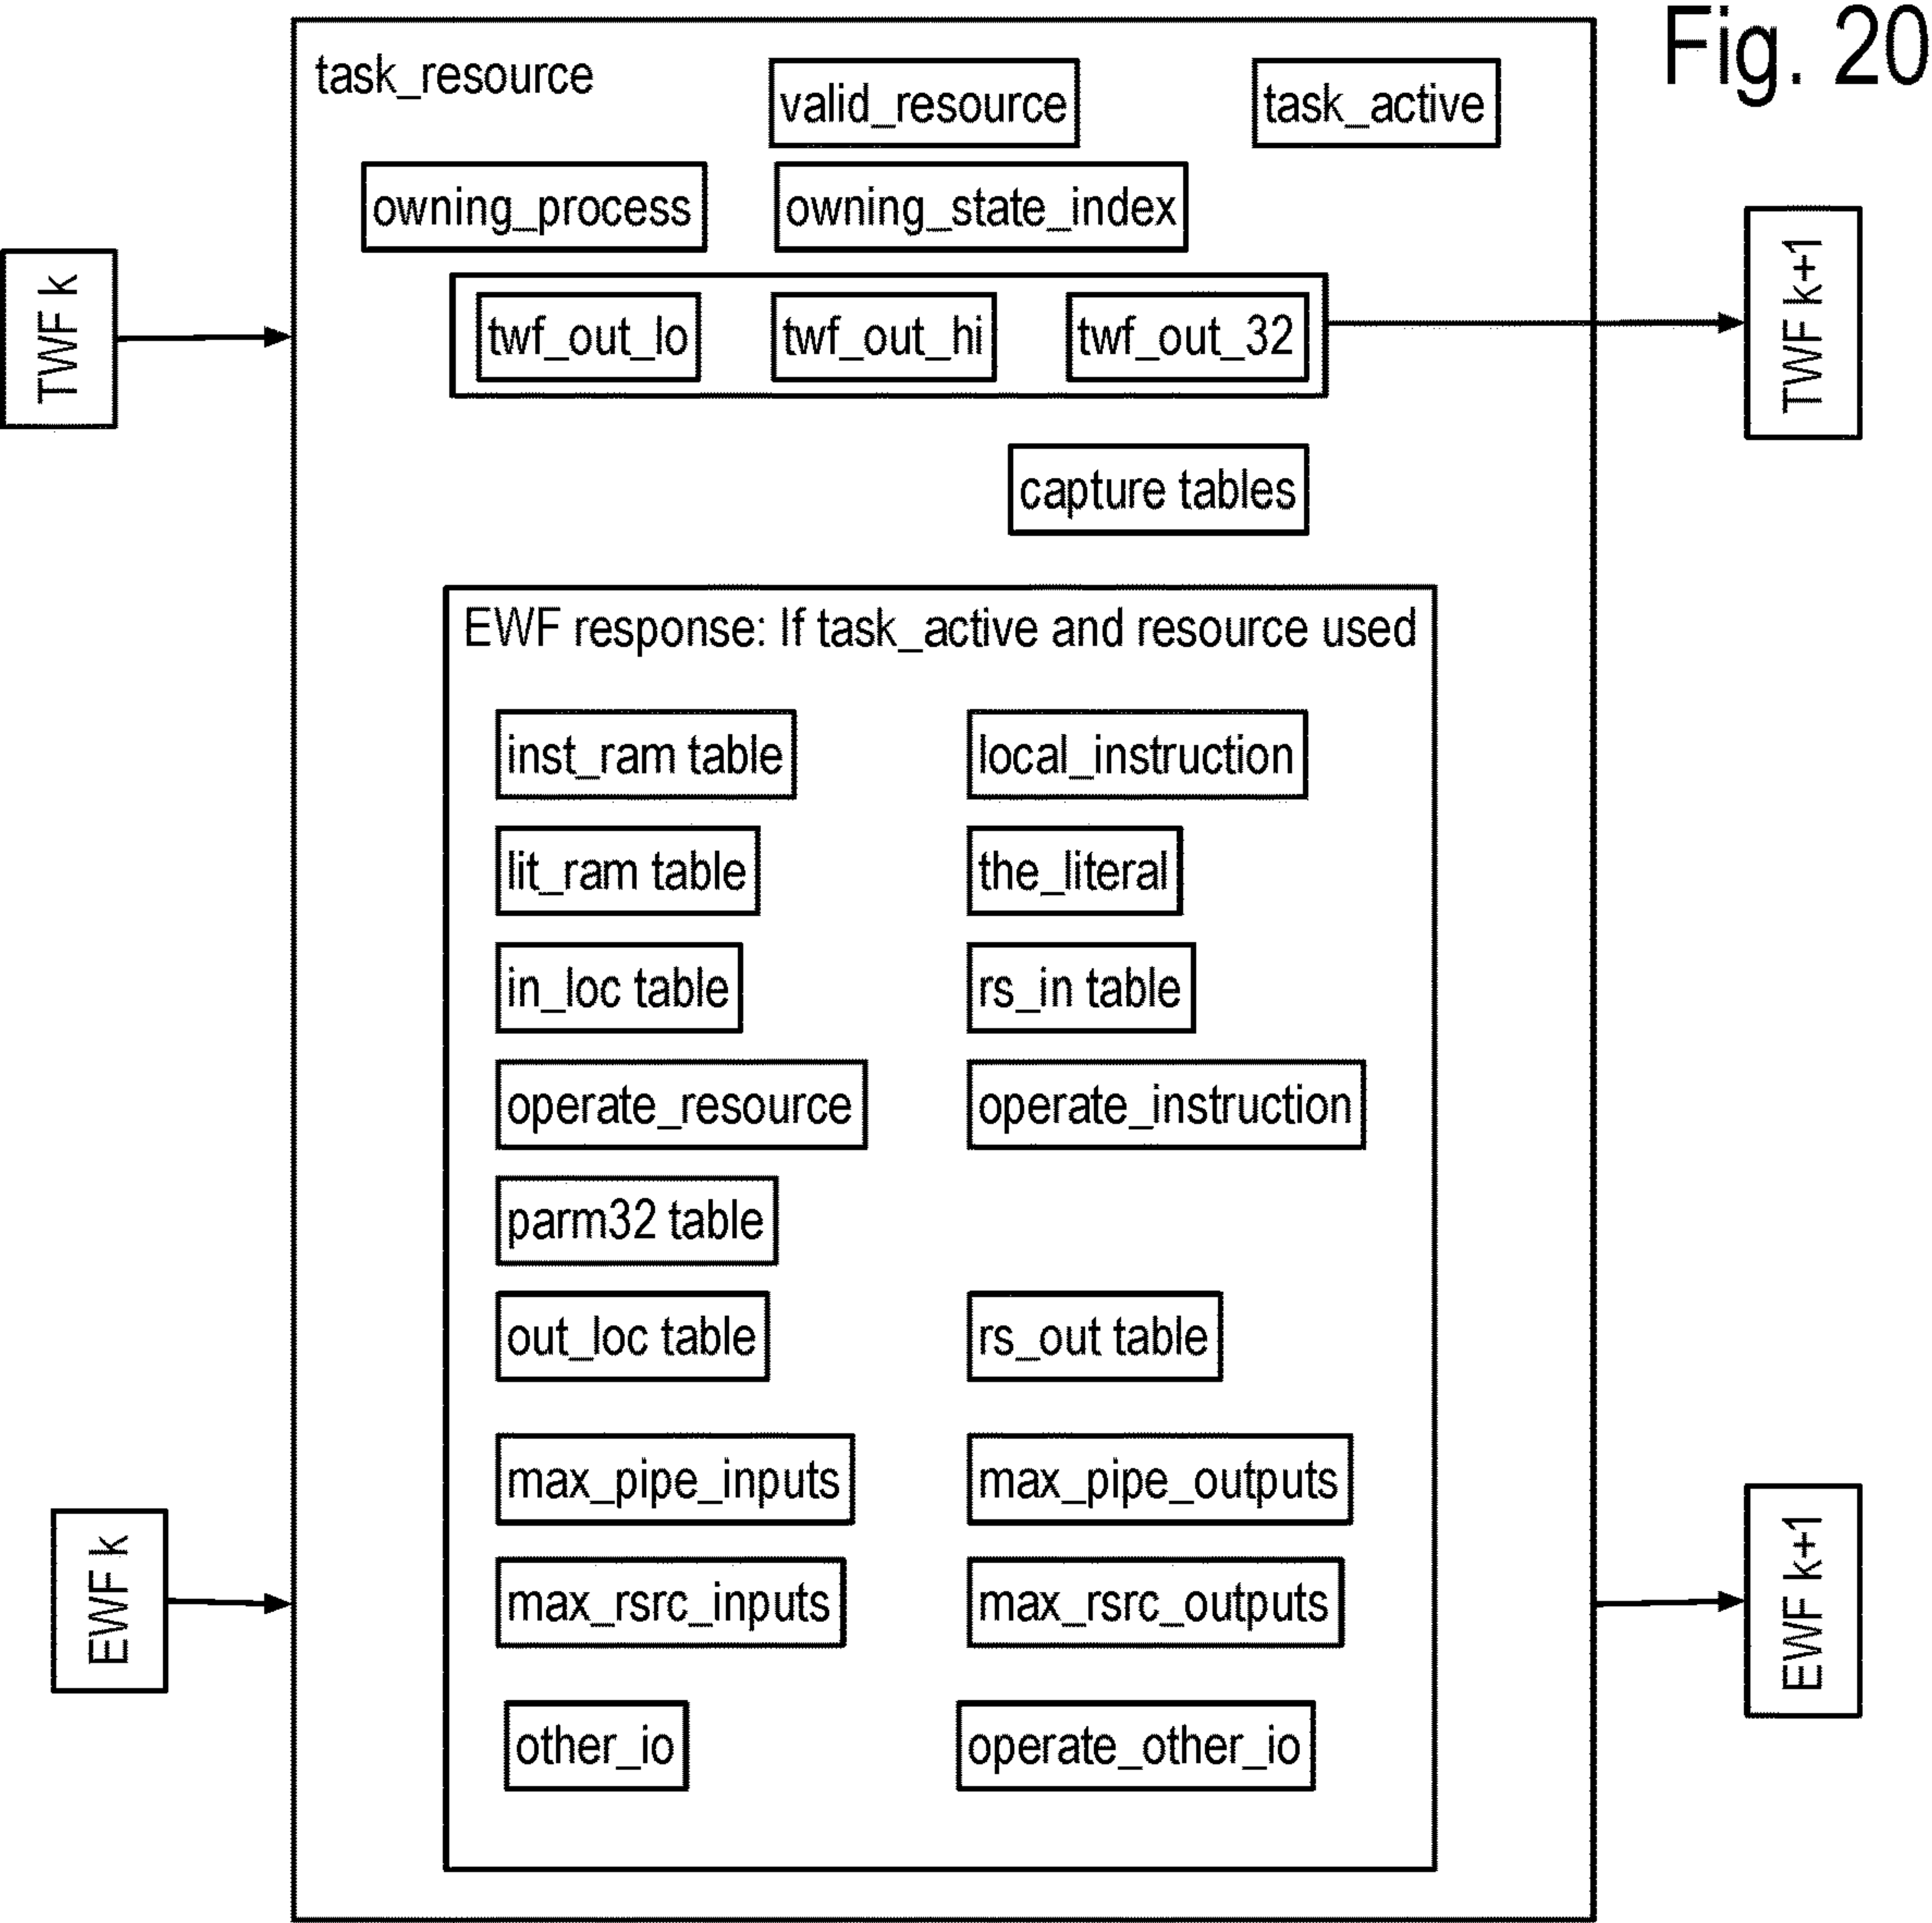 Fig. 20
task_resource
valid_resource
task_active
owning_process
owning_state_index
TWF k
twf_out_lo
twf_out_hi
twf_out_32
TWF k+1
capture tables
EWF response: If task_active and resource used
inst_ram table
local_instruction
lit_ram table
the_literal
in_loc table
rs_in table
operate_resource
operate_instruction
parm32 table
out_loc table
rs_out table
max_pipe_inputs
max_pipe_outputs
EWF k
max_rsrc_inputs
max_rsrc_outputs
EWF k+1
other_io
operate_other_io